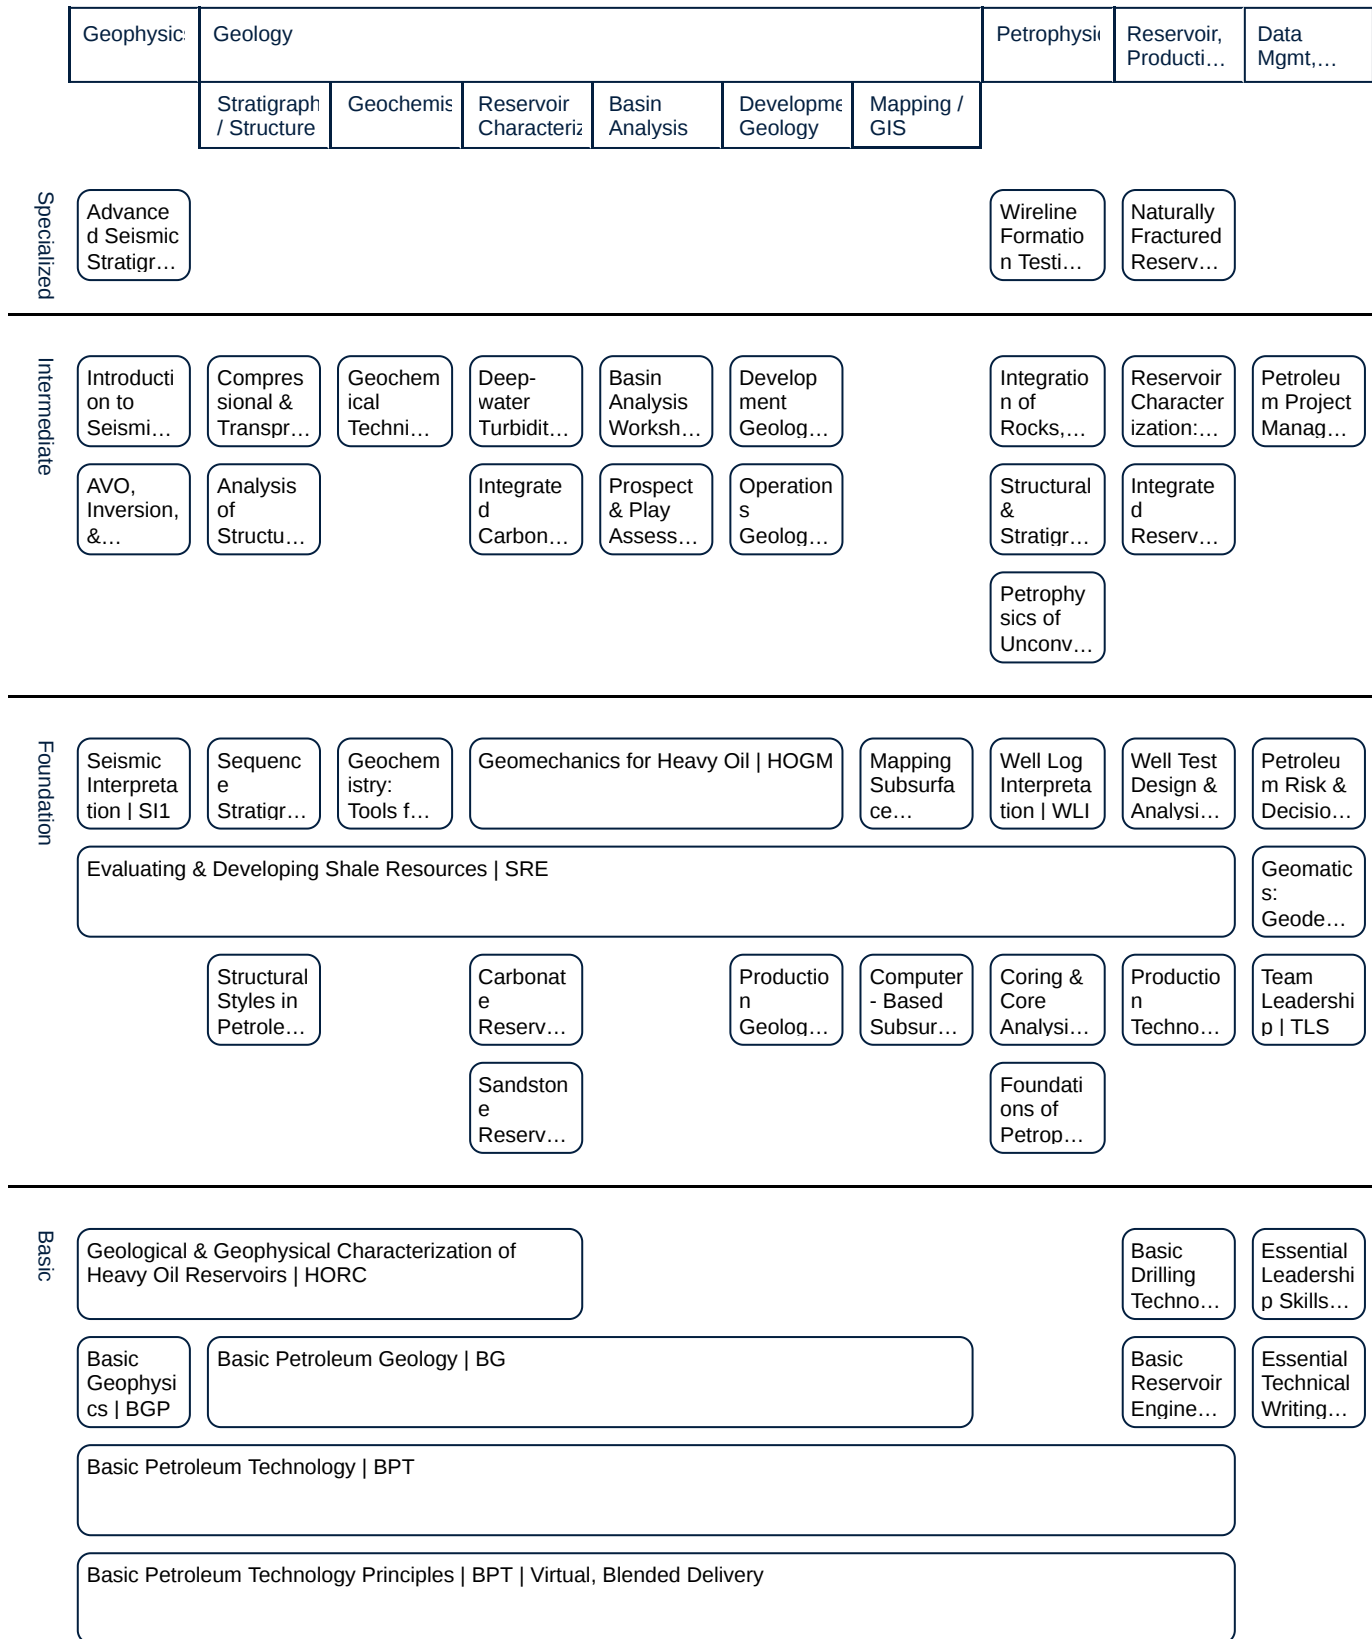 Geophysic
Geology
Petrophysi
Reservoir,
Producti…
Data
Mgmt,…
Stratigraph
/ Structure
Geochemis
Reservoir
Characteriz
Basin
Analysis
Developme
Geology
Mapping /
GIS
Specialized
Advance
d Seismic
Stratigr…
Wireline
Formatio
n Testi…
Naturally
Fractured
Reserv…
Intermediate
Introducti
on to
Seismi…
Compres
sional &
Transpr…
Geochem
ical
Techni…
Deep-
water
Turbidit…
Basin
Analysis
Worksh…
Develop
ment
Geolog…
Integratio
n of
Rocks,…
Reservoir
Character
ization:…
Petroleu
m Project
Manag…
AVO,
Inversion,
&…
Analysis
of
Structu…
Integrate
d
Carbon…
Prospect
& Play
Assess…
Operation
s
Geolog…
Structural
&
Stratigr…
Integrate
d
Reserv…
Petrophy
sics of
Unconv…
Foundation
Seismic
Interpreta
tion | SI1
Sequenc
e
Stratigr…
Geochem
istry:
Tools f…
Geomechanics for Heavy Oil | HOGM
Mapping
Subsurfa
ce…
Well Log
Interpreta
tion | WLI
Well Test
Design &
Analysi…
Petroleu
m Risk &
Decisio…
Evaluating & Developing Shale Resources | SRE
Geomatic
s:
Geode…
Structural
Styles in
Petrole…
Carbonat
e
Reserv…
Productio
n
Geolog…
Computer
- Based
Subsur…
Coring &
Core
Analysi…
Productio
n
Techno…
Team
Leadershi
p | TLS
Sandston
e
Reserv…
Foundati
ons of
Petrop…
Basic
Geological & Geophysical Characterization of
Heavy Oil Reservoirs | HORC
Basic
Drilling
Techno…
Essential
Leadershi
p Skills…
Basic
Geophysi
cs | BGP
Basic Petroleum Geology | BG
Basic
Reservoir
Engine…
Essential
Technical
Writing…
Basic Petroleum Technology | BPT
Basic Petroleum Technology Principles | BPT | Virtual, Blended Delivery